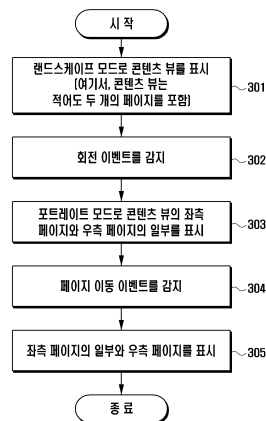 시 작
랜드스케이프 모드로 콘텐츠 뷰를 표시
(여기서, 콘텐츠 뷰는
적어도 두 개의 페이지를 포함)
301
회전 이벤트를 감지
302
포트레이트 모드로 콘텐츠 뷰의 좌측
페이지와 우측 페이지의 일부를 표시
303
페이지 이동 이벤트를 감지
304
좌측 페이지의 일부와 우측 페이지를 표시
305
종 료